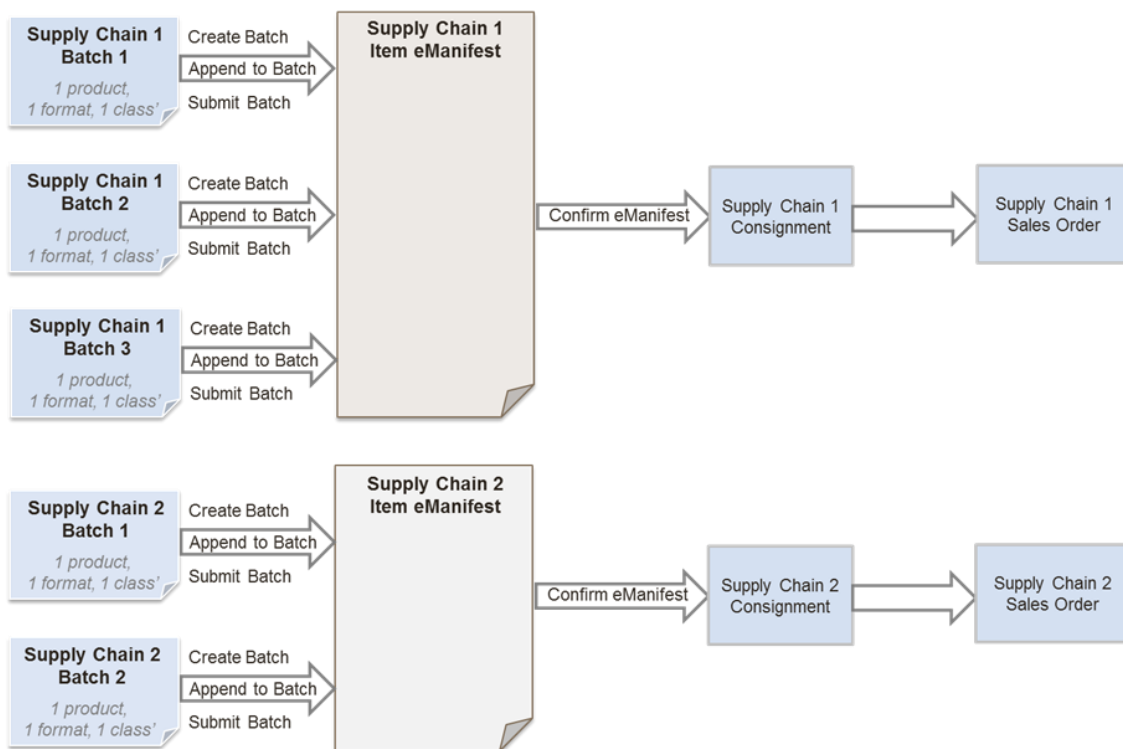 Supply Chain 1
Batch 1
1 product,
1 format, 1 class’
Create Batch
Append to Batch
Submit Batch
Supply Chain 1
Batch 2
1 product,
1 format, 1 class’
Create Batch
Append to Batch
Submit Batch
Supply Chain 1
Batch 3
1 product,
1 format, 1 class’
Create Batch
Append to Batch
Submit Batch
Supply Chain 1
Item eManifest
Confirm eManifest
Supply Chain 1
Consignment
Supply Chain 1
Sales Order
Supply Chain 2
Batch 1
1 product,
1 format, 1 class’
Create Batch
Append to Batch
Submit Batch
Supply Chain 2
Batch 2
1 product,
1 format, 1 class’
Create Batch
Append to Batch
Submit Batch
Supply Chain 2
Item eManifest
Confirm eManifest
Supply Chain 2
Consignment
Supply Chain 2
Sales Order